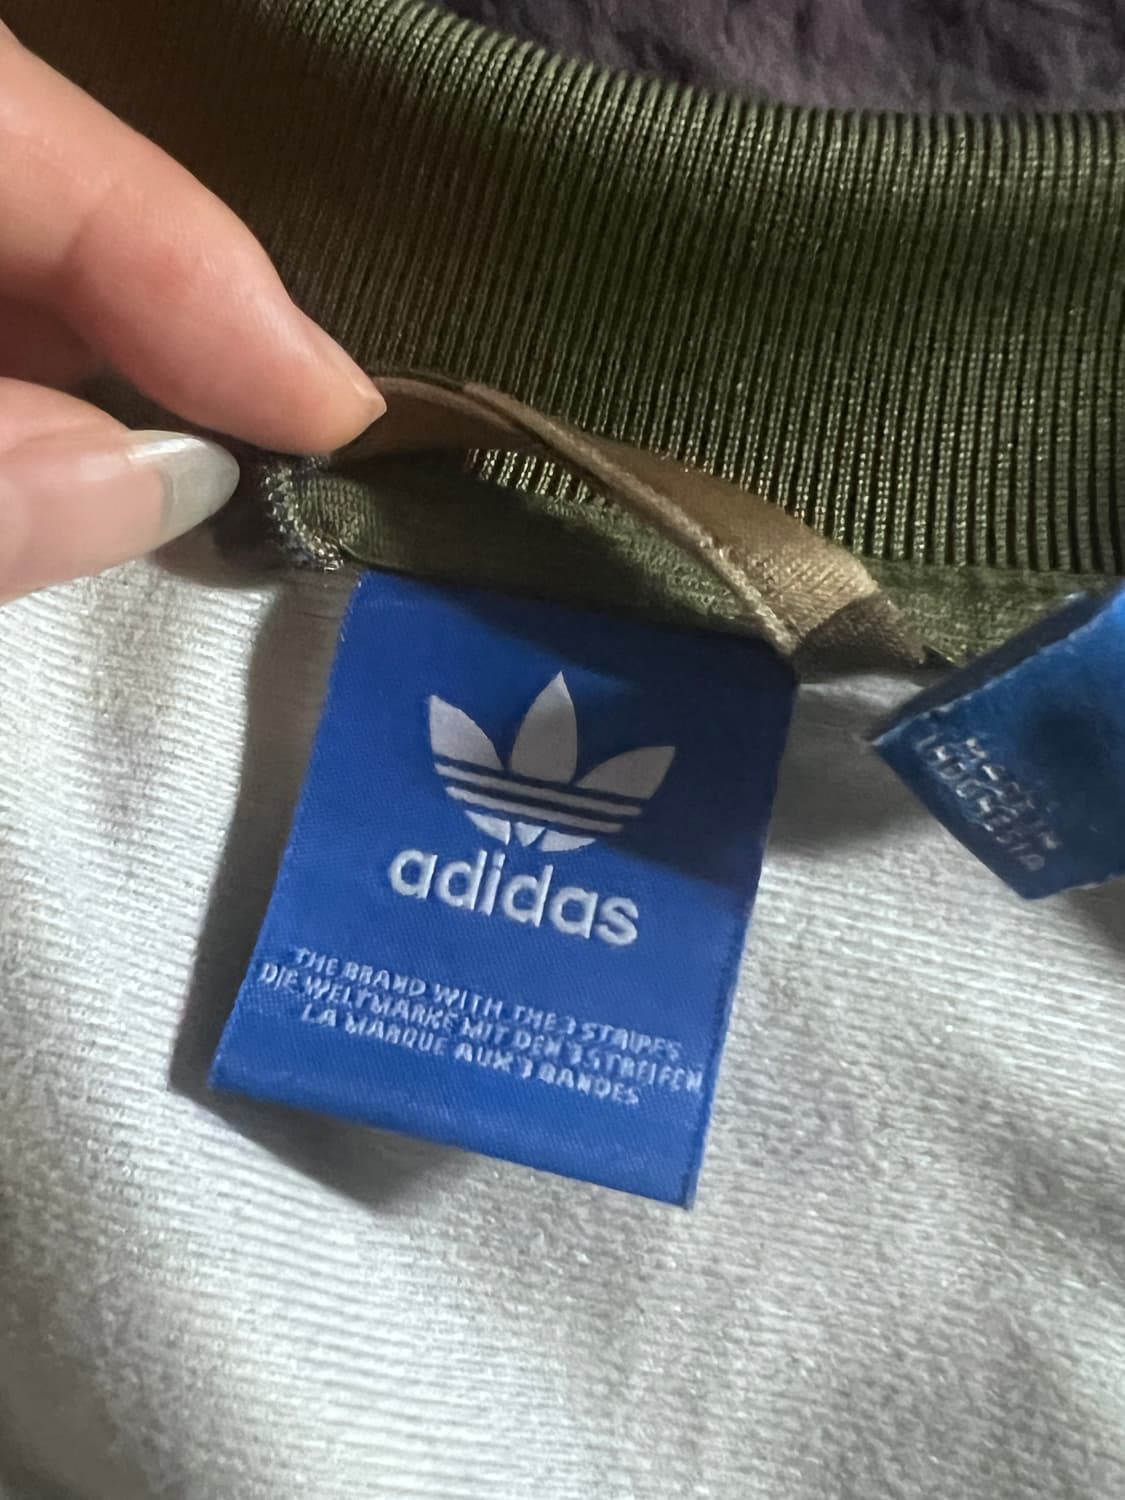 adidas
THE BRAND WITH THE 3 STRIPES
DIE WELTMARKE MIT DEN 3 STREIFEN
LA MARQUE AUX 3 BANDES